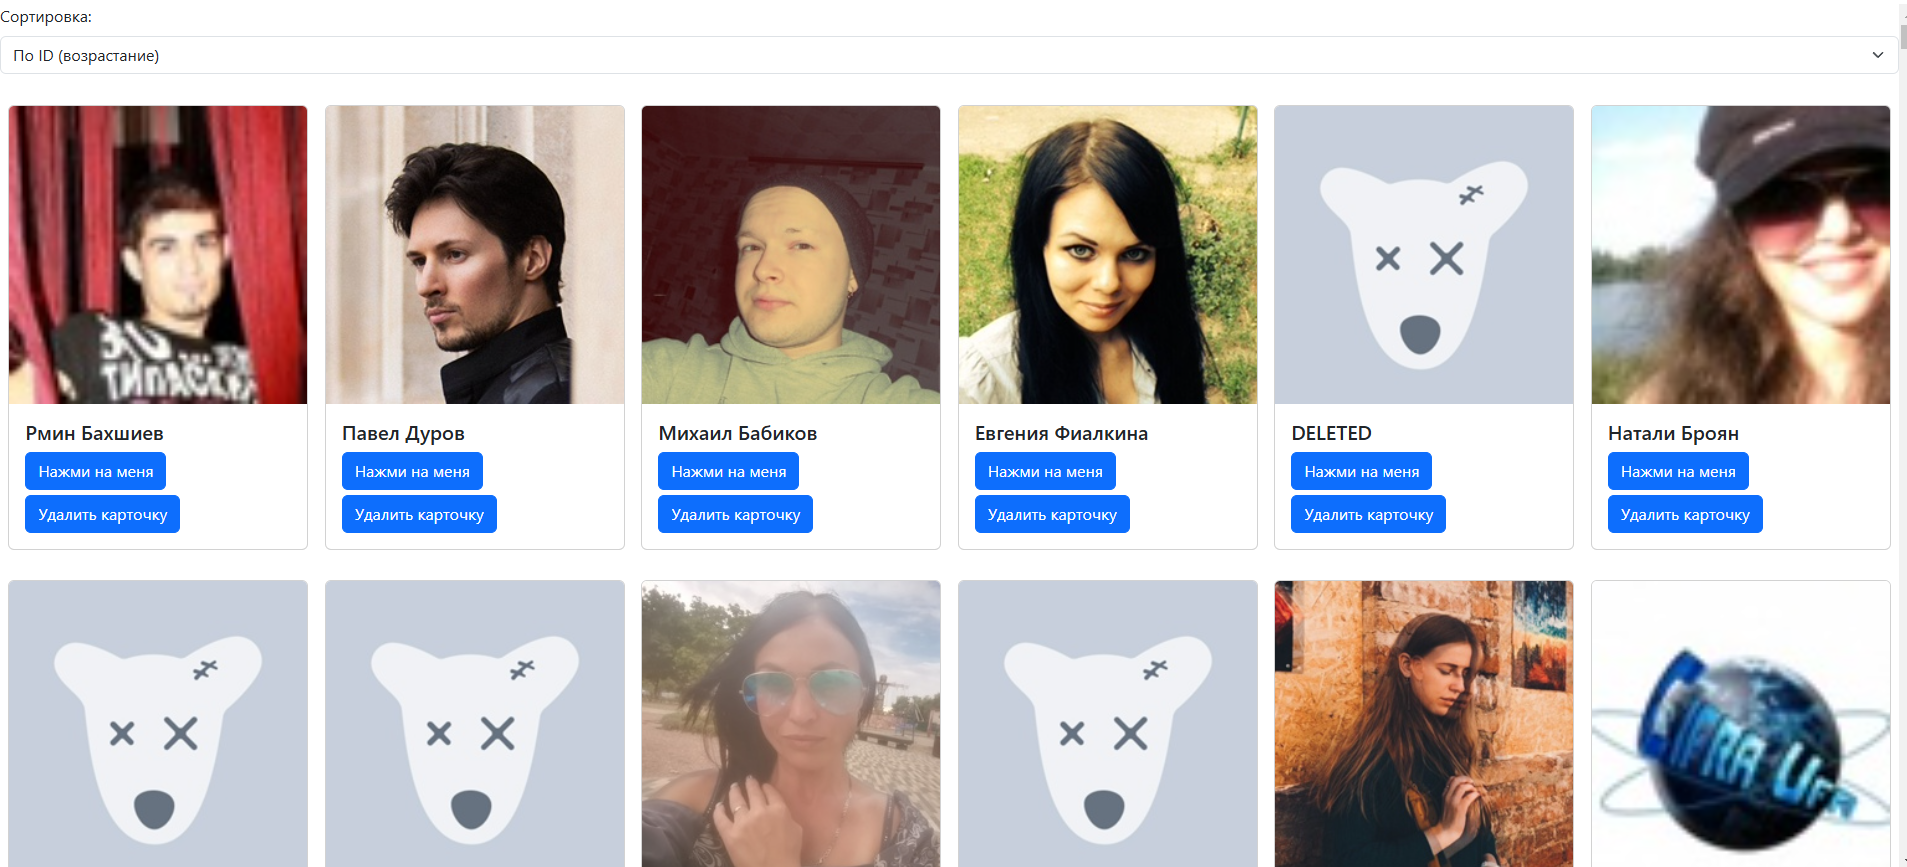 Сортировка:
По ID (возрастание)
Рмин Бахшиев
Павел Дуров
Михаил Бабиков
Евгения Фиалкина
DELETED
Натали Броян
Нажми на меня
Нажми на меня
Нажми на меня
Нажми на меня
Нажми на меня
Нажми на меня
Удалить карточку
Удалить карточку
Удалить карточку
Удалить карточку
Удалить карточку
Удалить карточку